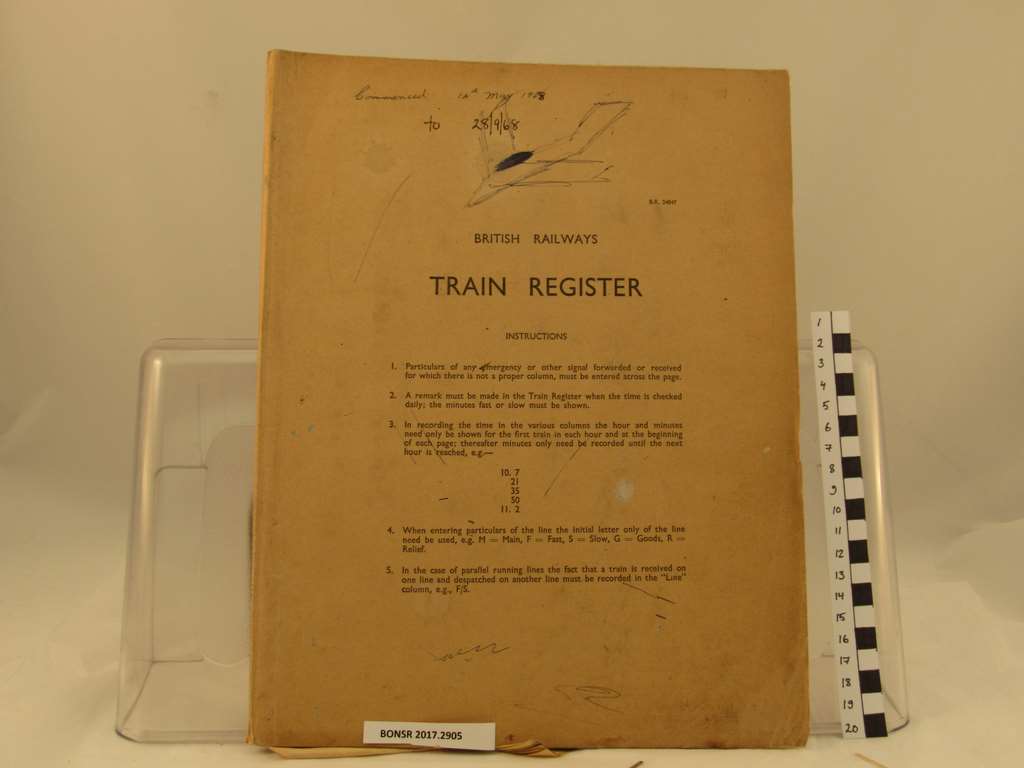 Commenced 12th May 1968
to 28/9/68
B.R. 24847
BRITISH RAILWAYS
TRAIN REGISTER
INSTRUCTIONS
1. Particulars of any emergency or other signal forwarded or received
for which there is not a proper column, must be entered across the page.
2. A remark must be made in the Train Register when the time is checked
daily; the minutes fast or slow must be shown.
3. In recording the time in the various columns the hour and minutes
need only be shown for the first train in each hour and at the beginning
of each page; thereafter minutes only need be recorded until the next
hour is reached, e.g.—
10. 7
21
35
50
11. 2
4. When entering particulars of the line the initial letter only of the line
need be used, e.g. M = Main, F = Fast, S = Slow, G = Goods, R =
Relief.
5. In the case of parallel running lines the fact that a train is received on
one line and despatched on another line must be recorded in the "Line"
column, e.g., F/S.
BONSR 2017.2905
1
2
3
4
5
6
7
8
9
10
11
12
13
14
15
16
17
18
19
20